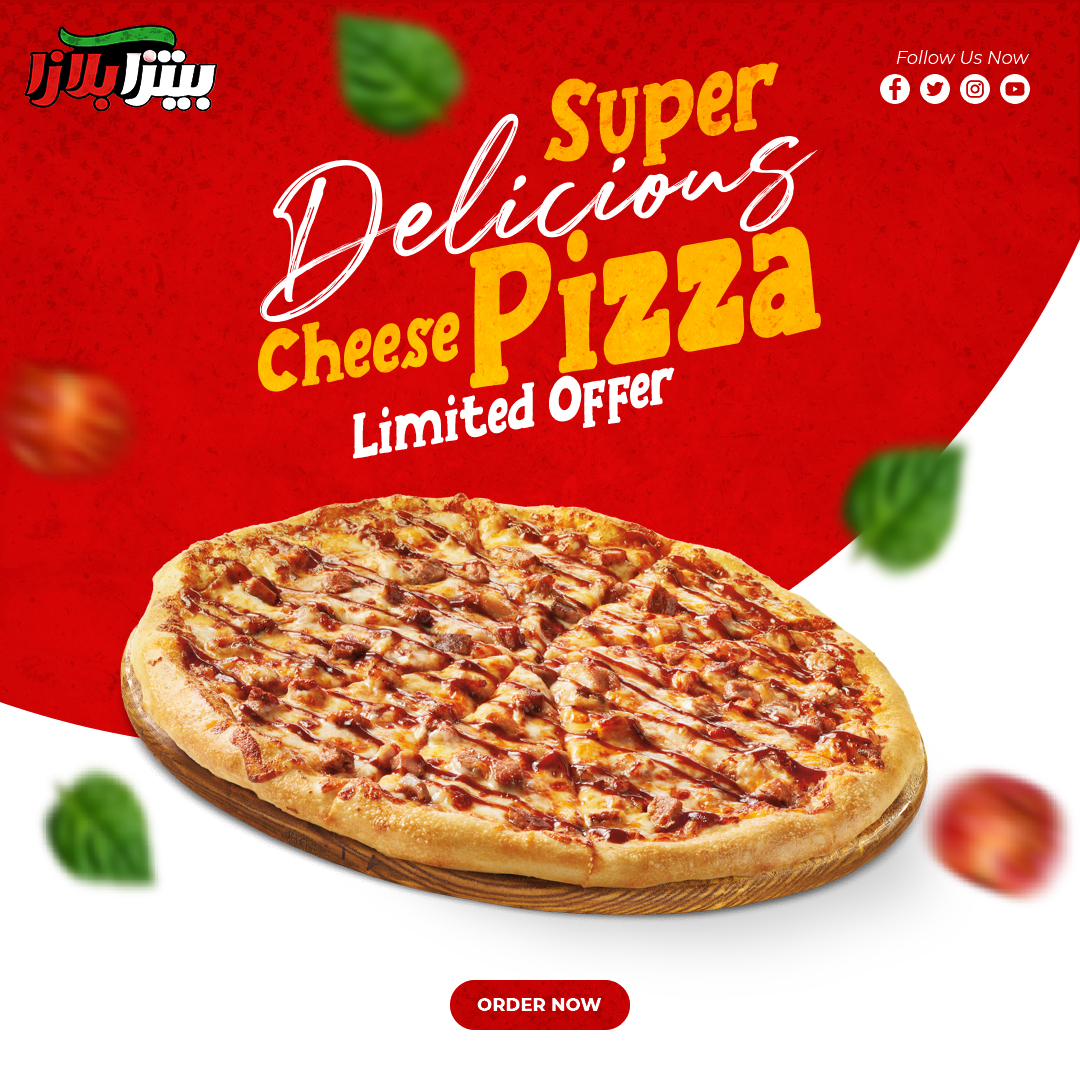 بيتزا بلازا
Follow Us Now
Super
Delicious
Cheese Pizza
Limited Offer
ORDER NOW